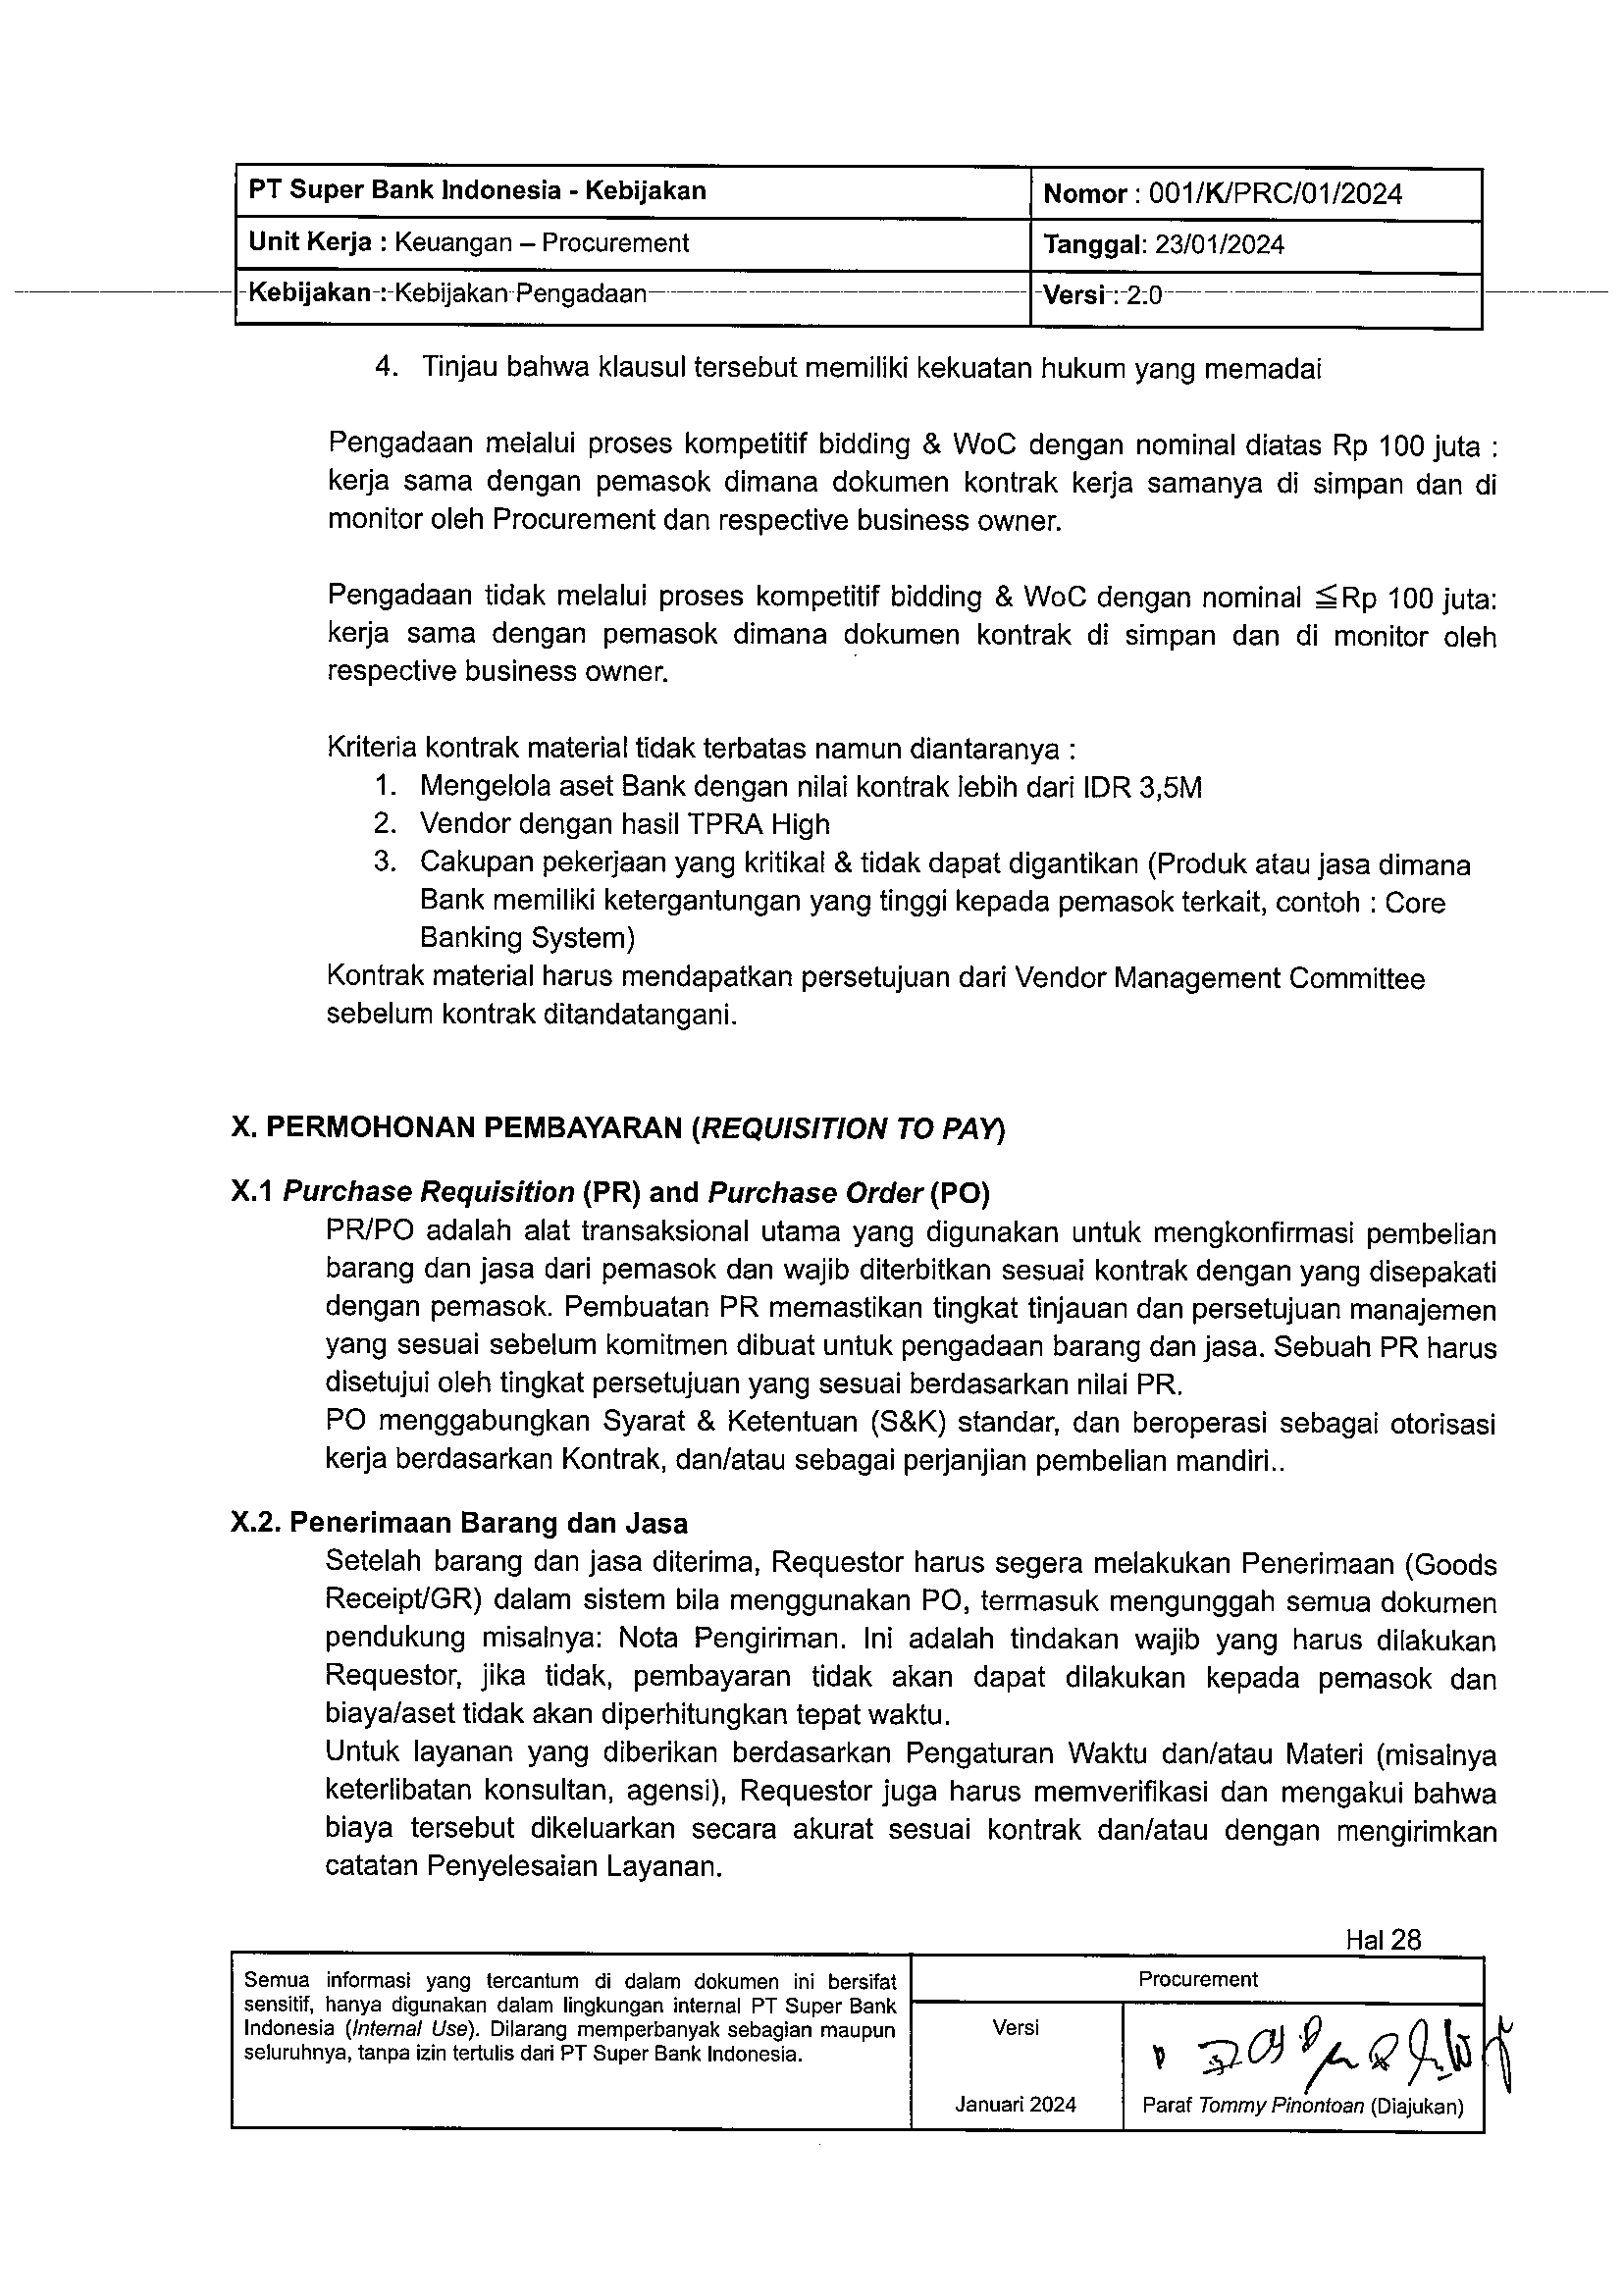 PT Super Bank Indonesia - Kebijakan
Nomor : 001/K/PRC/01/2024
Unit Kerja : Keuangan – Procurement
Tanggal: 23/01/2024
Kebijakan : Kebijakan Pengadaan
Versi : 2.0
4. Tinjau bahwa klausul tersebut memiliki kekuatan hukum yang memadai
Pengadaan melalui proses kompetitif bidding & WoC dengan nominal diatas Rp 100 juta :
kerja sama dengan pemasok dimana dokumen kontrak kerja samanya di simpan dan di
monitor oleh Procurement dan respective business owner.
Pengadaan tidak melalui proses kompetitif bidding & WoC dengan nominal ≦Rp 100 juta:
kerja sama dengan pemasok dimana dokumen kontrak di simpan dan di monitor oleh
respective business owner.
Kriteria kontrak material tidak terbatas namun diantaranya :
1. Mengelola aset Bank dengan nilai kontrak lebih dari IDR 3,5M
2. Vendor dengan hasil TPRA High
3. Cakupan pekerjaan yang kritikal & tidak dapat digantikan (Produk atau jasa dimana
Bank memiliki ketergantungan yang tinggi kepada pemasok terkait, contoh : Core
Banking System)
Kontrak material harus mendapatkan persetujuan dari Vendor Management Committee
sebelum kontrak ditandatangani.
X. PERMOHONAN PEMBAYARAN (REQUISITION TO PAY)
X.1 Purchase Requisition (PR) and Purchase Order (PO)
PR/PO adalah alat transaksional utama yang digunakan untuk mengkonfirmasi pembelian
barang dan jasa dari pemasok dan wajib diterbitkan sesuai kontrak dengan yang disepakati
dengan pemasok. Pembuatan PR memastikan tingkat tinjauan dan persetujuan manajemen
yang sesuai sebelum komitmen dibuat untuk pengadaan barang dan jasa. Sebuah PR harus
disetujui oleh tingkat persetujuan yang sesuai berdasarkan nilai PR.
PO menggabungkan Syarat & Ketentuan (S&K) standar, dan beroperasi sebagai otorisasi
kerja berdasarkan Kontrak, dan/atau sebagai perjanjian pembelian mandiri..
X.2. Penerimaan Barang dan Jasa
Setelah barang dan jasa diterima, Requestor harus segera melakukan Penerimaan (Goods
Receipt/GR) dalam sistem bila menggunakan PO, termasuk mengunggah semua dokumen
pendukung misalnya: Nota Pengiriman. Ini adalah tindakan wajib yang harus dilakukan
Requestor, jika tidak, pembayaran tidak akan dapat dilakukan kepada pemasok dan
biaya/aset tidak akan diperhitungkan tepat waktu.
Untuk layanan yang diberikan berdasarkan Pengaturan Waktu dan/atau Materi (misalnya
keterlibatan konsultan, agensi), Requestor juga harus memverifikasi dan mengakui bahwa
biaya tersebut dikeluarkan secara akurat sesuai kontrak dan/atau dengan mengirimkan
catatan Penyelesaian Layanan.
Hal 28
Semua informasi yang tercantum di dalam dokumen ini bersifat
sensitif, hanya digunakan dalam lingkungan internal PT Super Bank
Indonesia (Internal Use). Dilarang memperbanyak sebagian maupun
seluruhnya, tanpa izin tertulis dari PT Super Bank Indonesia.
Procurement
Versi
Januari 2024
Paraf Tommy Pinontoan (Diajukan)